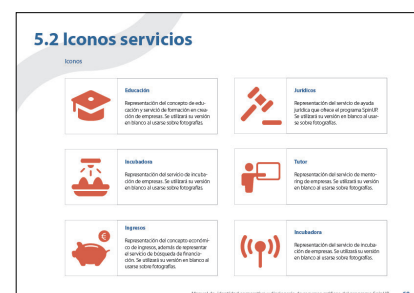 5.2 Iconos servicios
Iconos
Educación
Representación del concepto de edu-
cación y servicio de formación en crea-
ción de empresas. Se utilizará su versión
en blanco al usarse sobre fotografías.
Jurídicos
Representación del servicio de ayuda
jurídica que ofrece el programa SpinUP.
Se utilizará su versión en blanco al usar-
se sobre fotografías.
Incubadora
Representación del servicio de incuba-
ción de empresas. Se utilizará su versión
en blanco al usarse sobre fotografías.
Tutor
Representación del servicio de mento-
ring de empresas. Se utilizará su versión
en blanco al usarse sobre fotografías.
Ingresos
Representación del concepto económi-
co de ingresos, además de representar
el servicio de búsqueda de financia-
ción. Se utilizará su versión en blanco al
usarse sobre fotografías.
Incubadora
Representación del servicio de incuba-
ción de empresas. Se utilizará su versión
en blanco al usarse sobre fotografías.